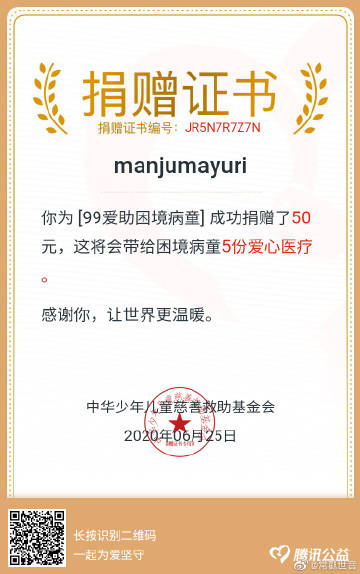 捐赠证书
捐赠证书编号：JR5N7R7Z7N
manjumayuri
你为 [99爱助困境病童] 成功捐赠了50
元，这将会带给困境病童5份爱心医疗
。
感谢你，让世界更温暖。
中华少年儿童慈善救助基金会
2020年06月25日
长按识别二维码
一起为爱坚守
腾讯公益